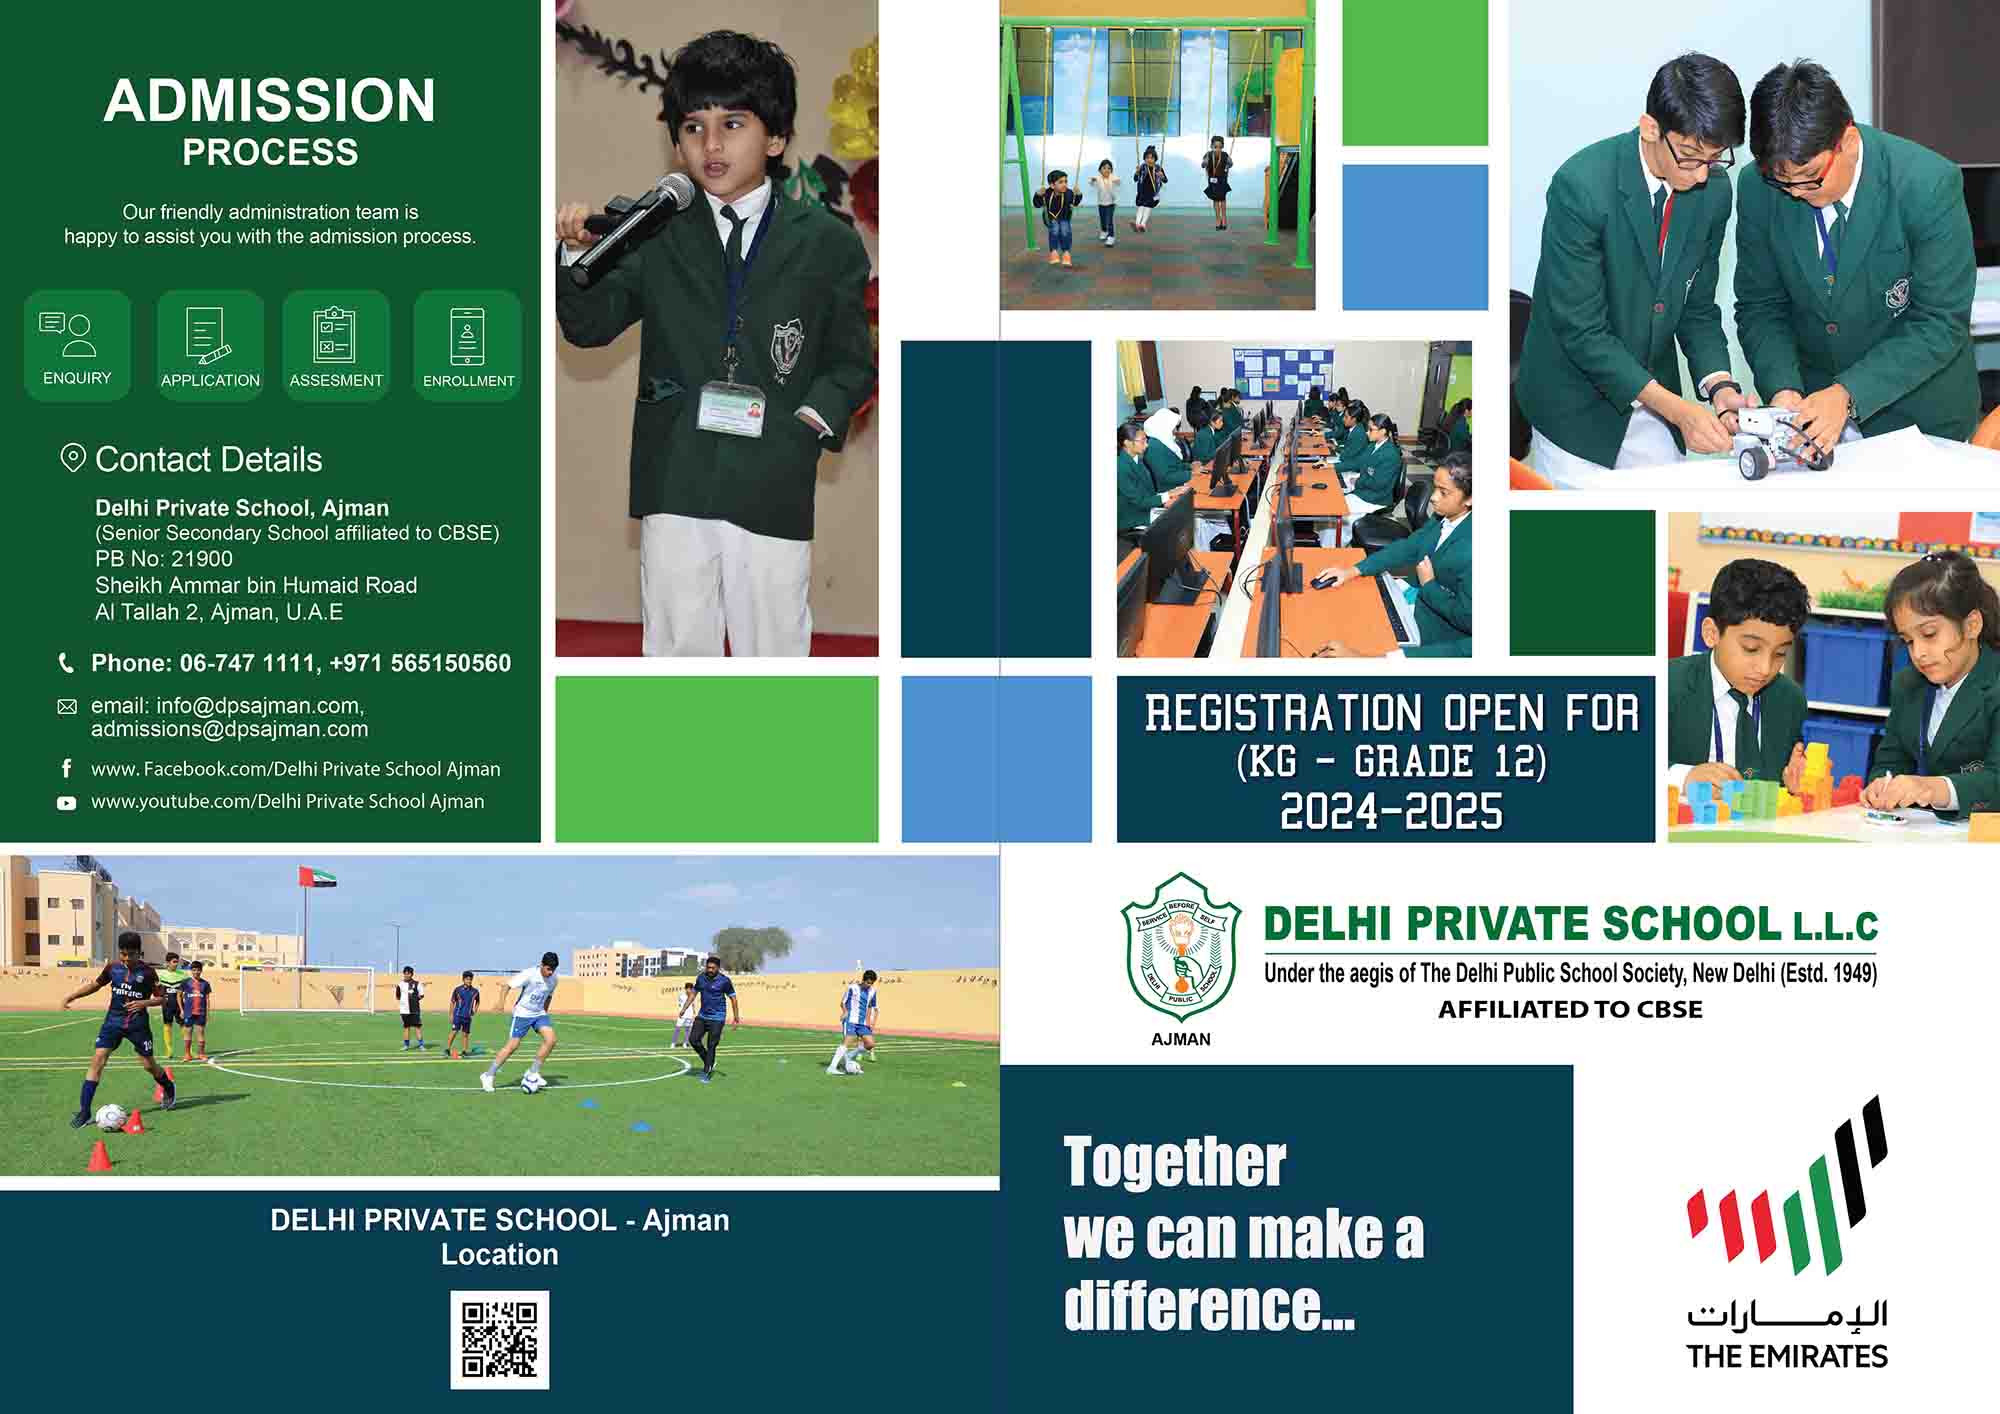 ADMISSION
PROCESS
Our friendly administration team is
happy to assist you with the admission process.
ENQUIRY
APPLICATION
ASSESMENT
ENROLLMENT
Contact Details
Delhi Private School, Ajman
(Senior Secondary School affiliated to CBSE)
PB No: 21900
Sheikh Ammar bin Humaid Road
Al Tallah 2, Ajman, U.A.E
Phone: 06-747 1111, +971 565150560
email: info@dpsajman.com,
admissions@dpsajman.com
www. Facebook.com/Delhi Private School Ajman
www.youtube.com/Delhi Private School Ajman
DELHI PRIVATE SCHOOL - Ajman
Location
REGISTRATION OPEN FOR
(KG - GRADE 12)
2024-2025
SERVICE BEFORE SELF
DELHI PUBLIC SCHOOL
AJMAN
DELHI PRIVATE SCHOOL L.L.C
Under the aegis of The Delhi Public School Society, New Delhi (Estd. 1949)
AFFILIATED TO CBSE
Together
we can make a
difference...
الإمارات
THE EMIRATES